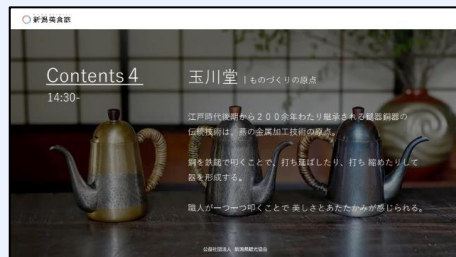 新潟美食旅
Contents 4
14:30-
玉川堂 | ものづくりの原点
江戸時代後期から200余年わたり継承される鎚器銅器の
伝統技術は、燕の金属加工技術の原点。
銅を鉄鎚で叩くことで、打ち延ばしたり、打ち 縮めたりして
器を形成する。
職人が一つ一つ叩くことで 美しさとあたたかみが感じられる。
公益社団法人 新潟県観光協会